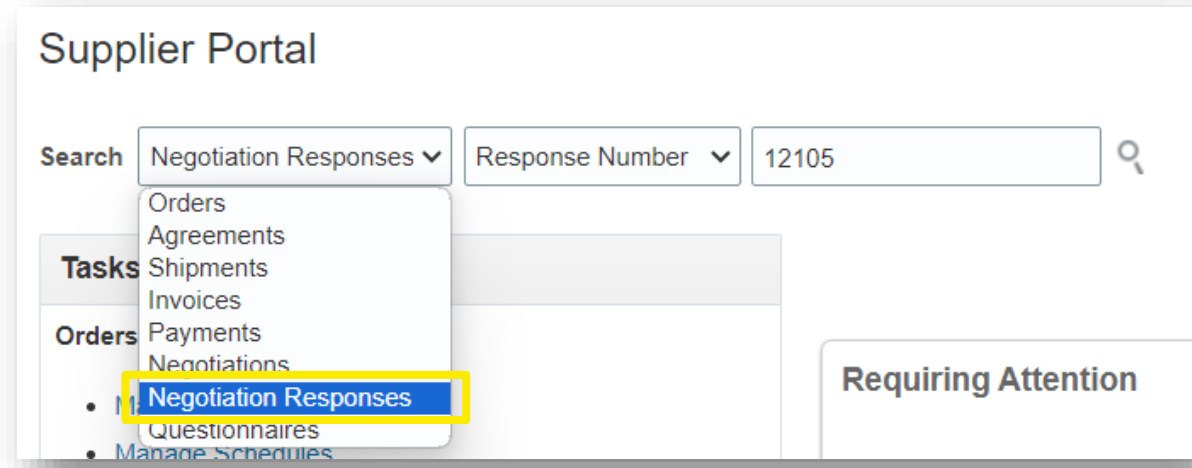 Supplier Portal
Search Negotiation Responses Response Number 12105
Orders
Agreements
Tasks Shipments
Invoices
Orders Payments
Negotiations
Requiring Attention
Negotiation Responses
Questionnaires
Manage Schedules